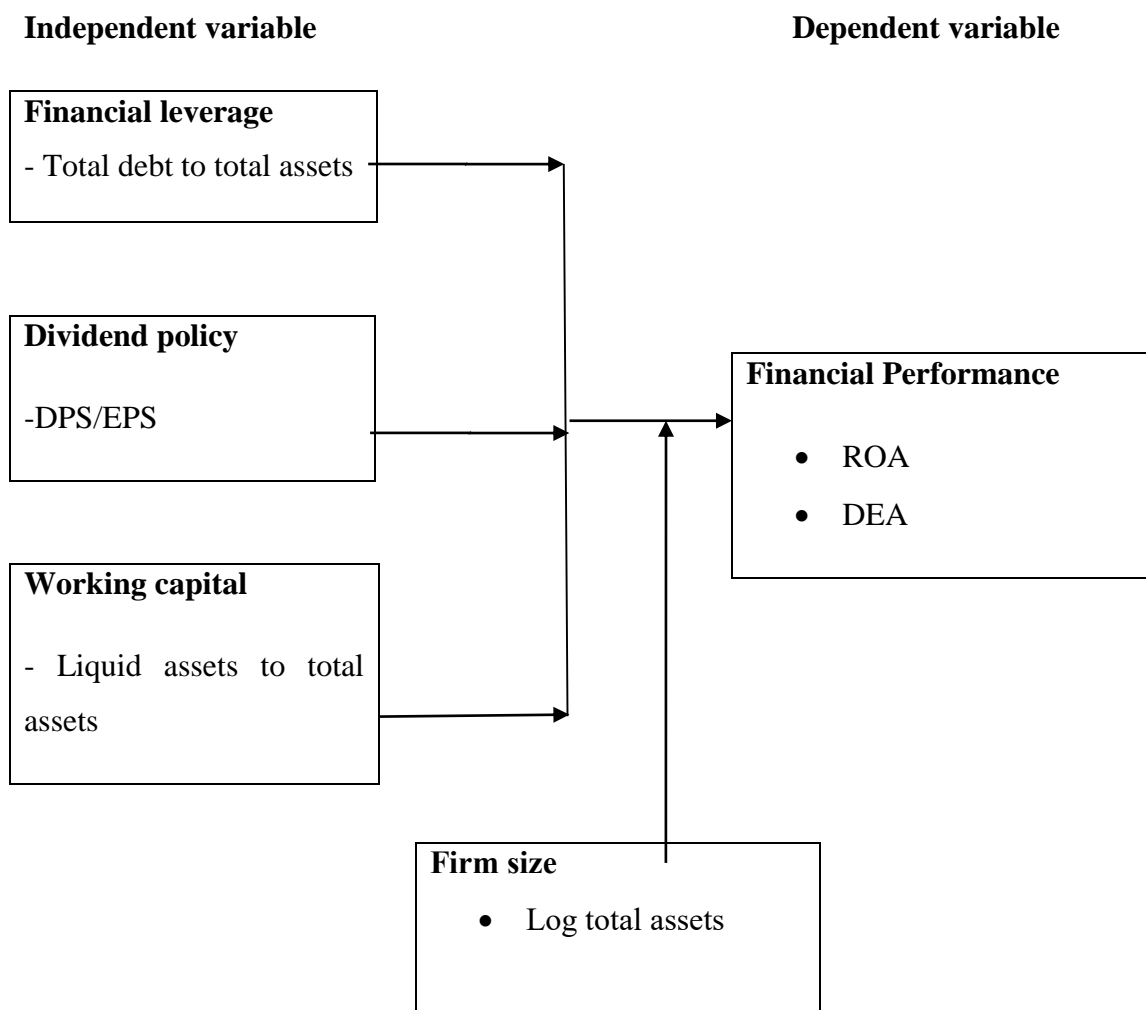 Independent variable
Dependent variable
Financial leverage
- Total debt to total assets
Dividend policy
-DPS/EPS
Financial Performance
• ROA
• DEA
Working capital
- Liquid assets to total
assets
Firm size
• Log total assets